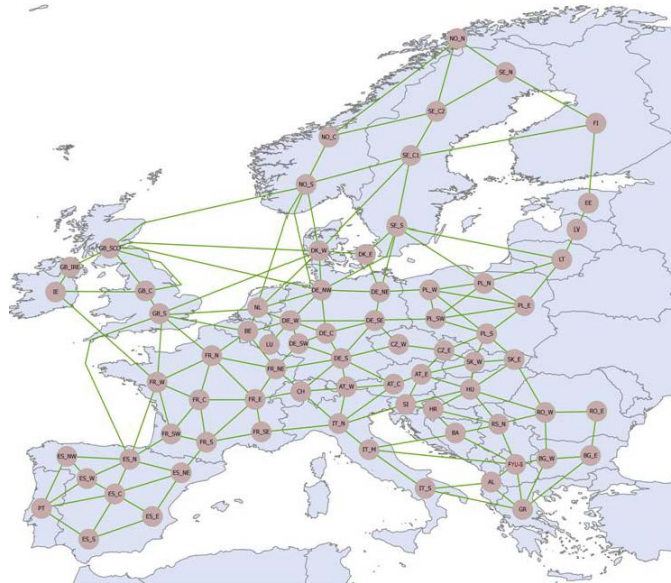 NO_N
SE_N
SE_C2
FI
NO_C
SE_C1
NO_S
EE
SE_S
LV
GB_SCO
DK_W
DK_E
LT
GB_IRE
PL_N
IE
GB_C
DE_NW
DE_NE
PL_W
NL
PL_E
GB_S
DE_W
DE_SE
PL_SW
BE
DE_C
PL_S
LU
DE_SW
CZ_W
CZ_E
FR_N
DE_S
SK_W
SK_E
FR_NE
AT_E
FR_W
AT_W
AT_C
CH
HU
FR_C
FR_E
SI
HR
RO_W
RO_E
IT_N
RS_N
FR_SW
FR_SE
BA
FR_S
IT_M
ES_NW
ES_N
BG_W
BG_E
FYU-S
ES_NE
ES_W
AL
IT_S
ES_C
PT
GR
ES_E
ES_S